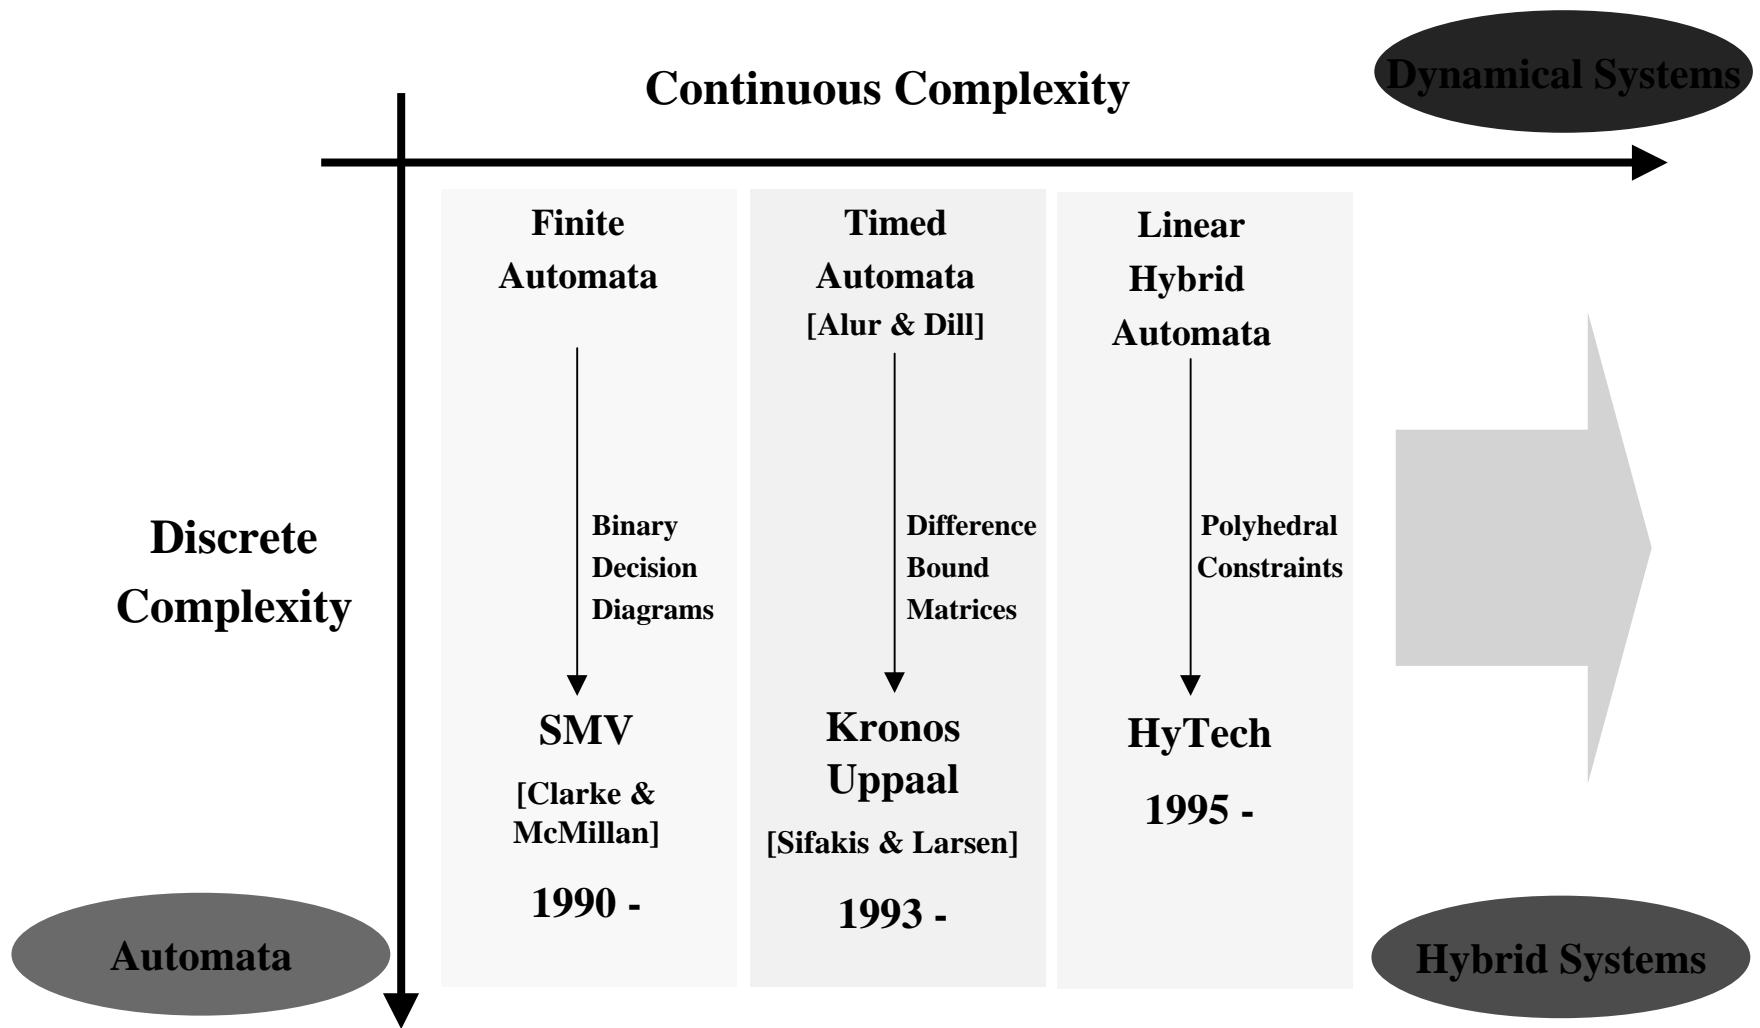 Continuous Complexity
Dynamical Systems
Discrete
Complexity
Finite
Automata
Binary
Decision
Diagrams
SMV
[Clarke &
McMillan]
1990 -
Timed
Automata
[Alur & Dill]
Difference
Bound
Matrices
Kronos
Uppaal
[Sifakis & Larsen]
1993 -
Linear
Hybrid
Automata
Polyhedral
Constraints
HyTech
1995 -
Automata
Hybrid Systems